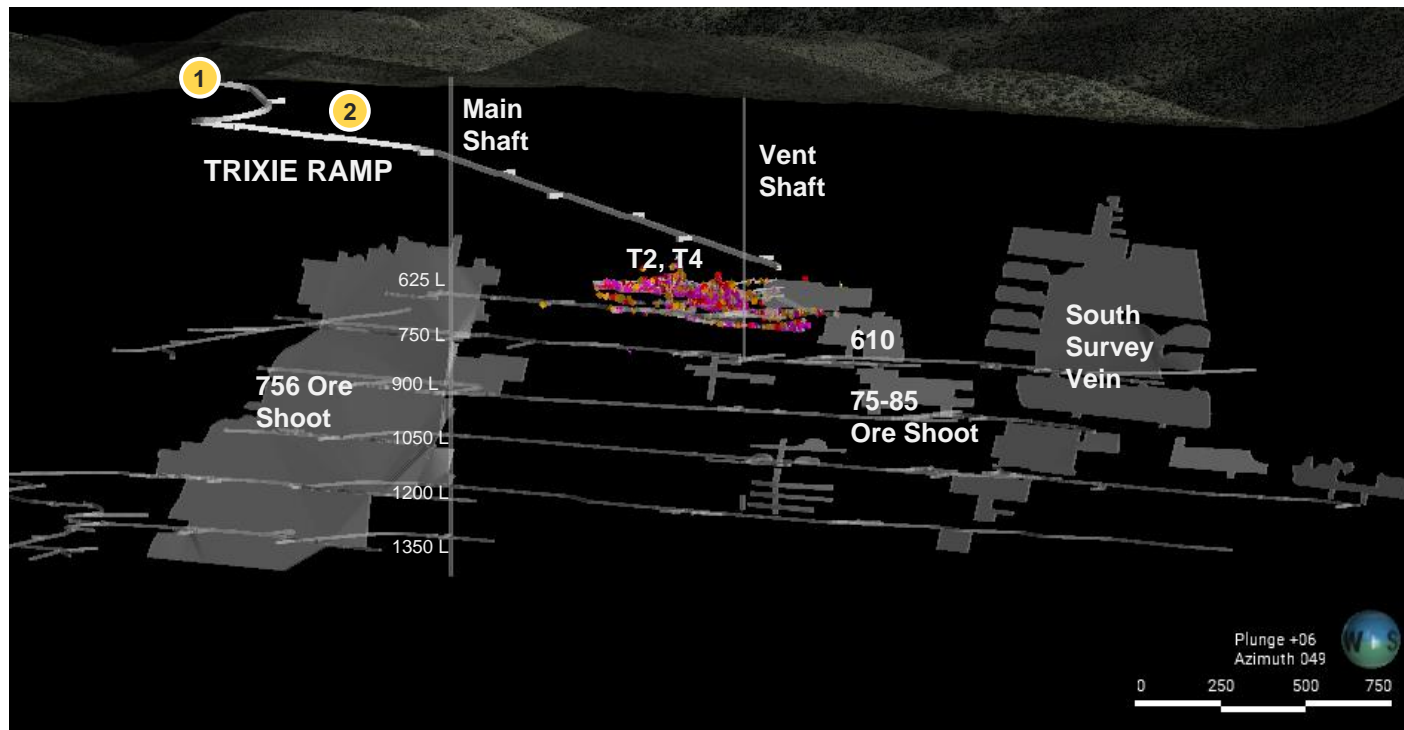 1
2
Main
Shaft
TRIXIE RAMP
Vent
Shaft
T2, T4
625 L
750 L
610
South
Survey
Vein
756 Ore
Shoot
900 L
75-85
Ore Shoot
1050 L
1200 L
1350 L
Plunge +06
Azimuth 049
W S
0 250 500 750